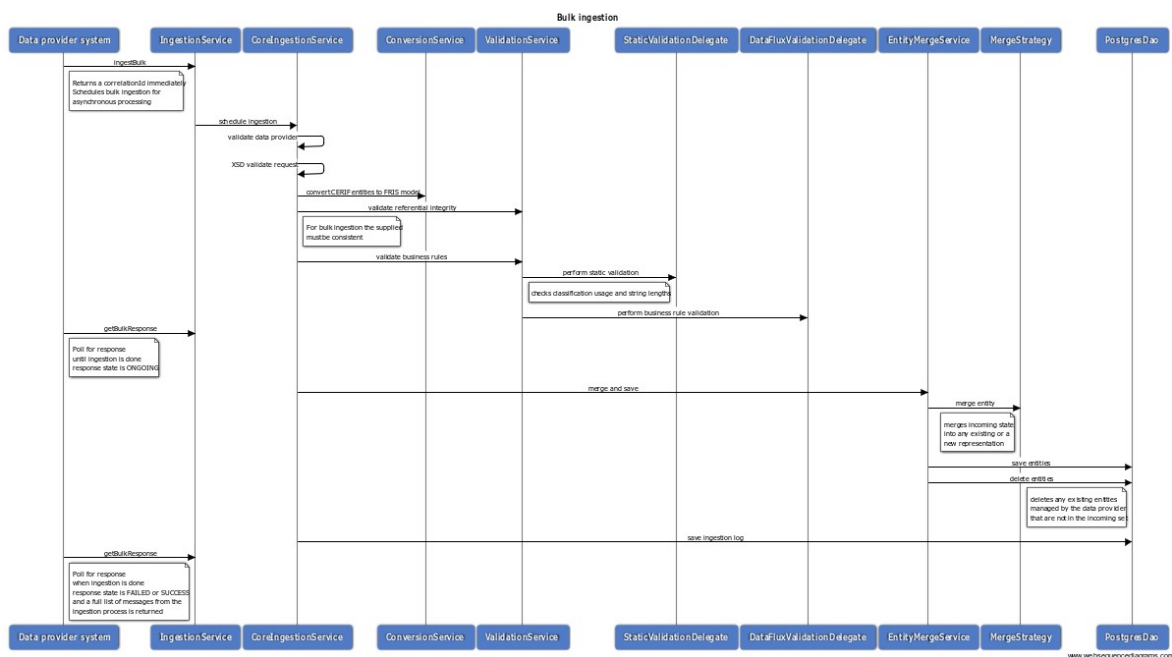 Bulk ingestion
Data provider system
IngestionService
CoreIngestionService
ConversionService
ValidationService
StaticValidationDelegate
DataFluxValidationDelegate
EntityMergeService
MergeStrategy
PostgresDao
ingestBulk
Returns a correlationId immediately
Schedules bulk ingestion for
asynchronous processing
schedule ingestion
validate data provider
XSD validate request
convert CERIF entities to FRIS model
validate referential integrity
For bulk ingestion the supplied
must be consistent
validate business rules
perform static validation
checks classification usage and string lengths
perform business rule validation
getBulkResponse
Poll for response
until ingestion is done
response state is ONGOING
merge and save
merge entity
merges incoming state
into any existing or a
new representation
save entities
delete entities
deletes any existing entities
managed by the data provider
that are not in the incoming set
save ingestion log
getBulkResponse
Poll for response
when ingestion is done
response state is FAILED or SUCCESS
and a full list of messages from the
ingestion process is returned
Data provider system
IngestionService
CoreIngestionService
ConversionService
ValidationService
StaticValidationDelegate
DataFluxValidationDelegate
EntityMergeService
MergeStrategy
PostgresDao
www.websequencediagrams.com